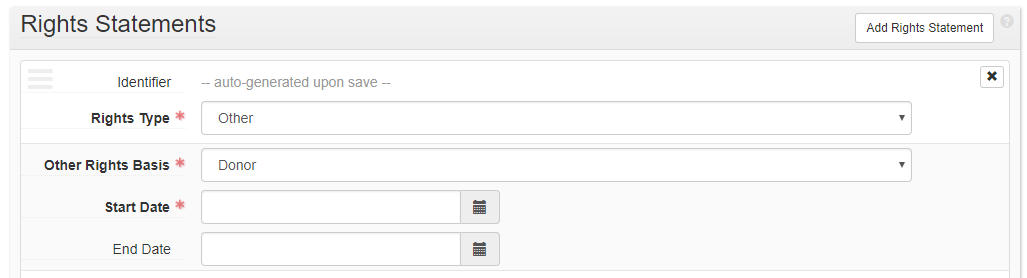 Rights Statements
Add Rights Statement ?
Identifier -- auto-generated upon save --
Rights Type * Other
Other Rights Basis * Donor
Start Date *
End Date